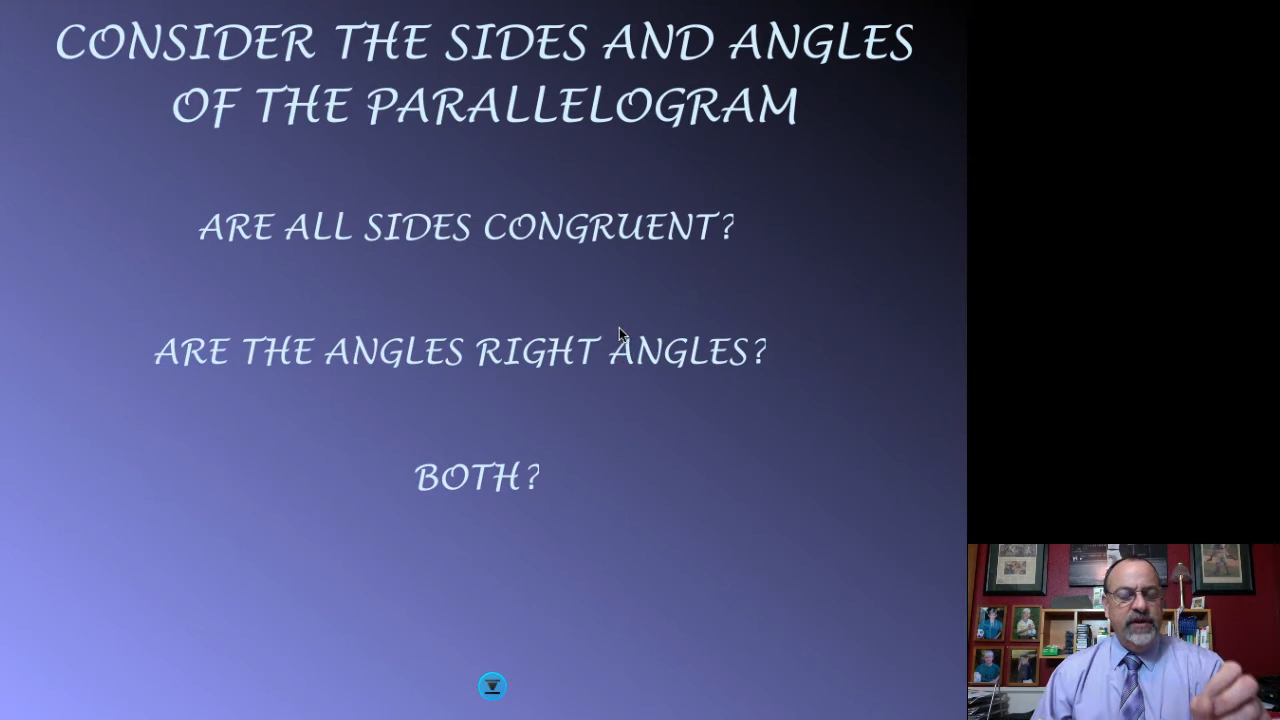 CONSIDER THE SIDES AND ANGLES
OF THE PARALLELOGRAM
ARE ALL SIDES CONGRUENT?
ARE THE ANGLES RIGHT ANGLES?
BOTH?